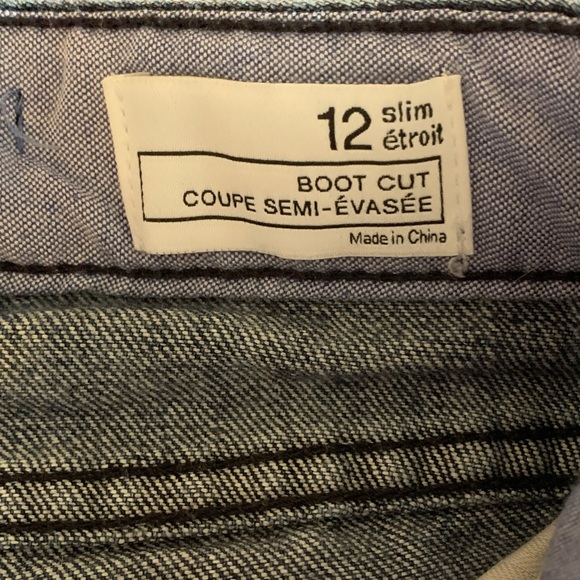 12 slim étroit
BOOT CUT
COUPE SEMI-ÉVASÉE
Made in China